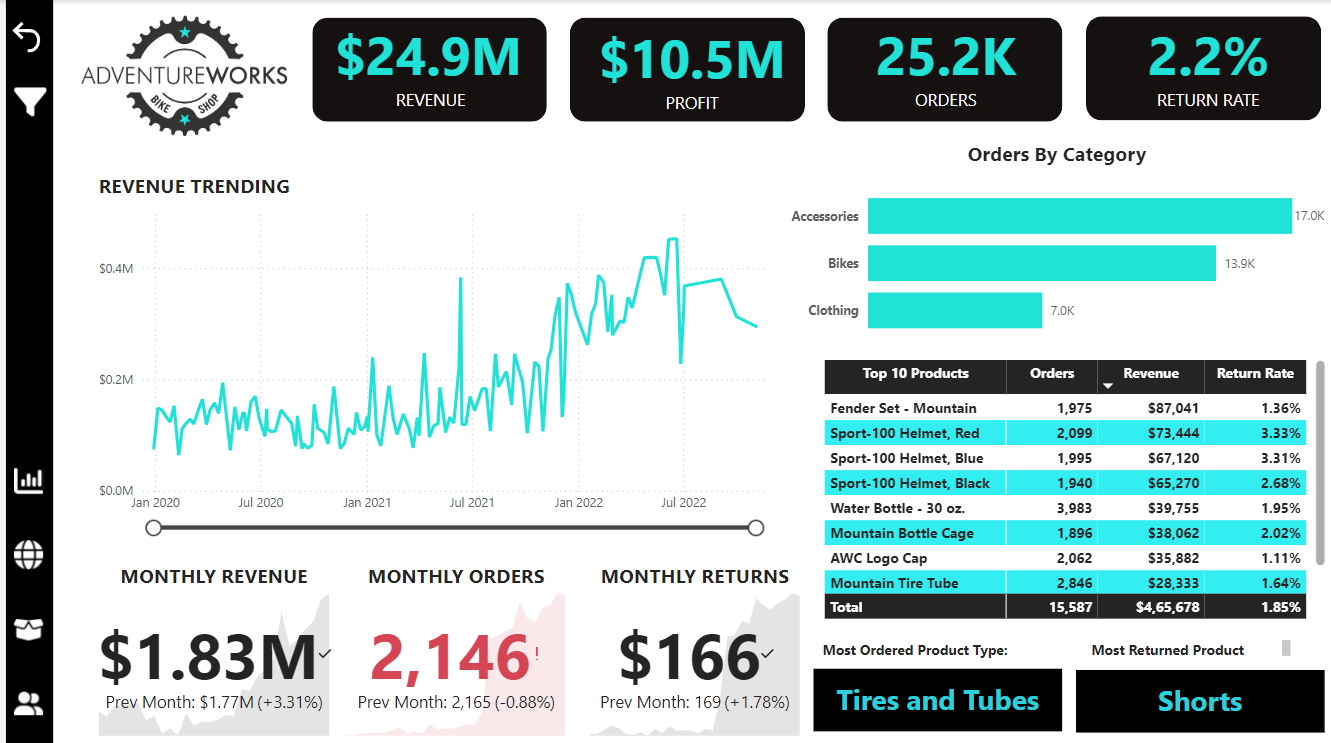 ADVENTUREWORKS
BIKE SHOP
$24.9M
REVENUE
$10.5M
PROFIT
25.2K
ORDERS
2.2%
RETURN RATE
REVENUE TRENDING
$0.4M
$0.2M
$0.0M
Jan 2020 Jul 2020 Jan 2021 Jul 2021 Jan 2022 Jul 2022
Orders By Category
Accessories 17.0K
Bikes 13.9K
Clothing 7.0K
Top 10 Products Orders Revenue Return Rate
Fender Set - Mountain 1,975 $87,041 1.36%
Sport-100 Helmet, Red 2,099 $73,444 3.33%
Sport-100 Helmet, Blue 1,995 $67,120 3.31%
Sport-100 Helmet, Black 1,940 $65,270 2.68%
Water Bottle - 30 oz. 3,983 $39,755 1.95%
Mountain Bottle Cage 1,896 $38,062 2.02%
AWC Logo Cap 2,062 $35,882 1.11%
Mountain Tire Tube 2,846 $28,333 1.64%
Total 15,587 $4,65,678 1.85%
MONTHLY REVENUE
$1.83M
Prev Month: $1.77M (+3.31%)
MONTHLY ORDERS
2,146!
Prev Month: 2,165 (-0.88%)
MONTHLY RETURNS
$166
Prev Month: 169 (+1.78%)
Most Ordered Product Type:
Tires and Tubes
Most Returned Product
Shorts